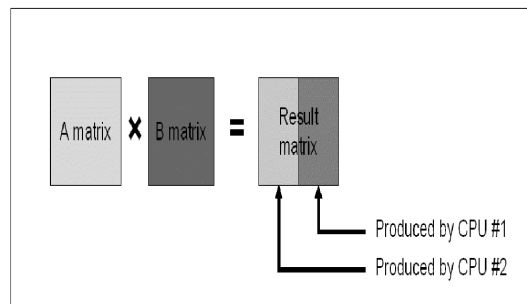 A matrix × B matrix = Result
matrix
Produced by CPU #1
Produced by CPU #2